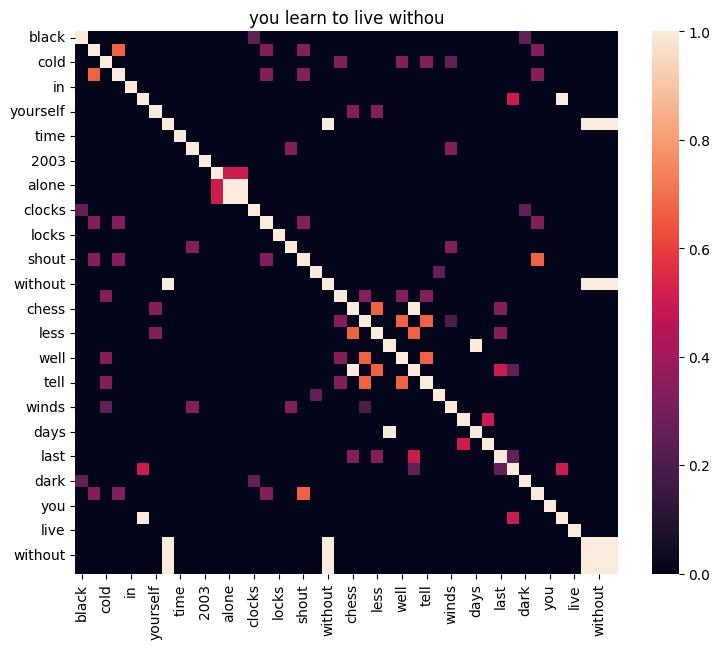 you learn to live withou
black
cold
in
yourself
time
2003
alone
clocks
locks
shout
without
chess
less
well
tell
winds
days
last
dark
you
live
without
1.0
0.8
0.6
0.4
0.2
0.0
black cold in yourself time 2003 alone clocks locks shout without chess less well tell winds days last dark you live without